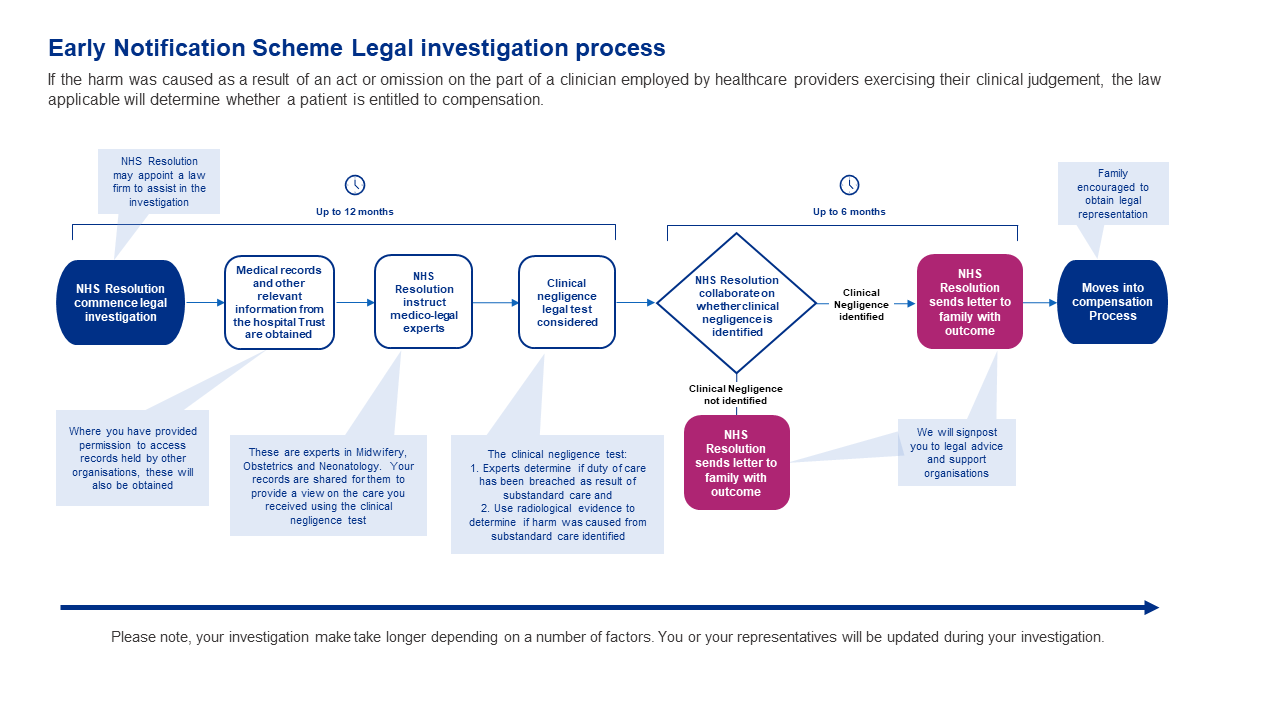 Early Notification Scheme Legal investigation process
If the harm was caused as a result of an act or omission on the part of a clinician employed by healthcare providers exercising their clinical judgement, the law
applicable will determine whether a patient is entitled to compensation.
NHS Resolution
may appoint a law
firm to assist in the
investigation
Up to 12 months
Up to 6 months
Family
encouraged to
obtain legal
representation
NHS Resolution
commence legal
investigation
Medical records
and other
relevant
information from
the hospital Trust
are obtained
NHS
Resolution
instruct
medico-legal
experts
Clinical
negligence
legal test
considered
NHS Resolution
collaborate on
whether clinical
negligence is
identified
Clinical
Negligence
identified
NHS
Resolution
sends letter to
family with
outcome
Moves into
compensation
Process
Clinical Negligence
not identified
NHS
Resolution
sends letter to
family with
outcome
Where you have provided
permission to access
records held by other
organisations, these will
also be obtained
These are experts in Midwifery,
Obstetrics and Neonatology. Your
records are shared for them to
provide a view on the care you
received using the clinical
negligence test
The clinical negligence test:
1. Experts determine if duty of care
has been breached as result of
substandard care and
2. Use radiological evidence to
determine if harm was caused from
substandard care identified
We will signpost
you to legal advice
and support
organisations
Please note, your investigation make take longer depending on a number of factors. You or your representatives will be updated during your investigation.